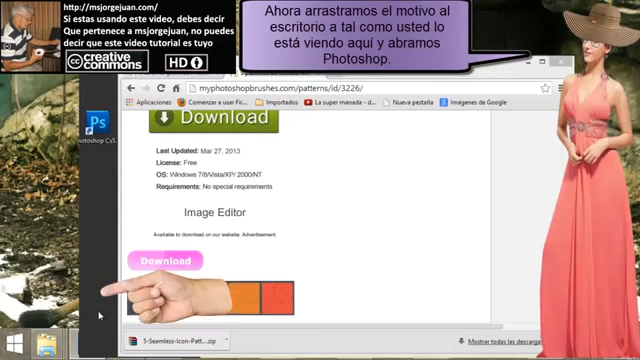 http://msjorgejuan.com/
Si estas usando este video, debes decir
Que pertenece a msjorgejuan, no puedes
decir que este video tutorial es tuyo
creative commons
HD
Ahora arrastramos el motivo al
escritorio a tal como usted lo
está viendo aquí y abramos
Photoshop.
myphotoshopbrushes.com/patterns/id/3226/
Aplicaciones
Comenzar a usar Fir...
Importados
La super manada - d...
Nueva pestaña
Imágenes de Google
Ps
Photoshop Cs5.
Download
Last Updated: Mar 27, 2013
License: Free
OS: Windows 7/8/Vista/XP/ 2000/NT
Requirements: No special requirements
Image Editor
Available to download on our website. Advertisement.
Download
5-Seamless-Icon-Patt....zip
Mostrar todas las descargas